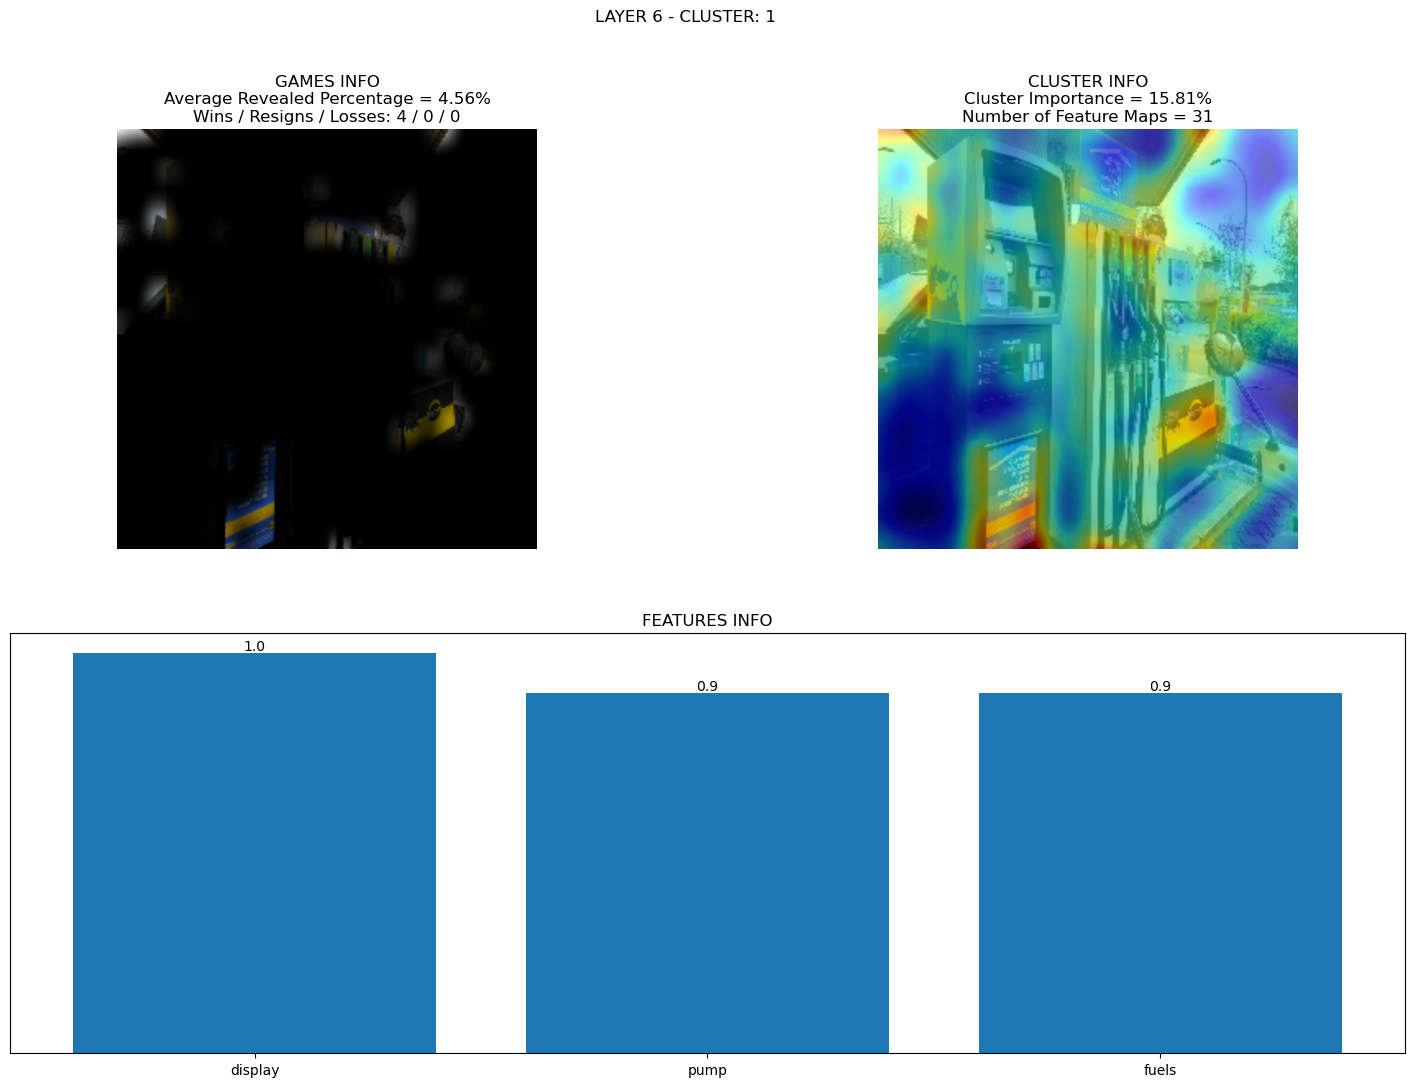 LAYER 6 - CLUSTER: 1
GAMES INFO
Average Revealed Percentage = 4.56%
Wins / Resigns / Losses: 4 / 0 / 0
CLUSTER INFO
Cluster Importance = 15.81%
Number of Feature Maps = 31
FEATURES INFO
1.0
0.9
0.9
display
pump
fuels